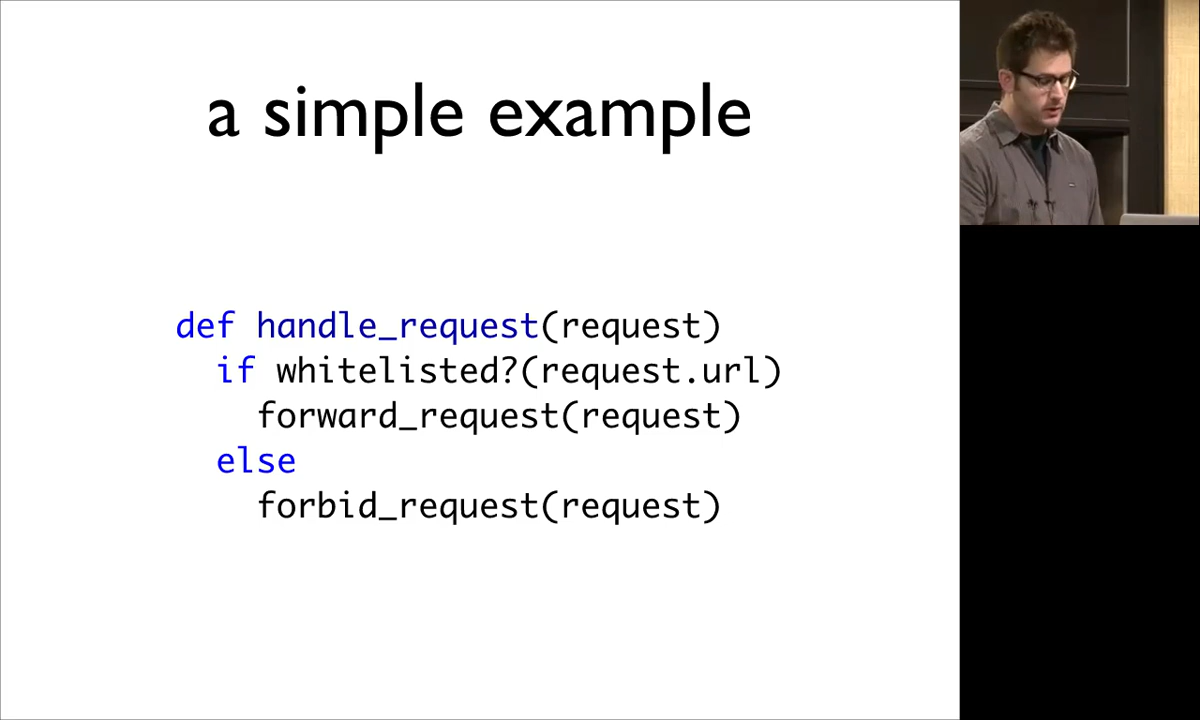 a simple example
def handle_request(request)
if whitelisted?(request.url)
forward_request(request)
else
forbid_request(request)